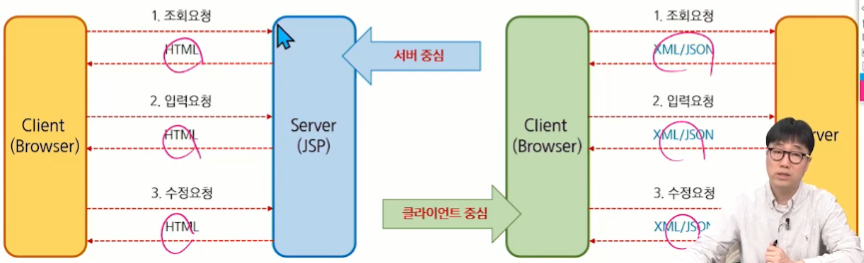 1. 조회요청
HTML
2. 입력요청
HTML
3. 수정요청
HTML
Client
(Browser)
Server
(JSP)
서버 중심
클라이언트 중심
1. 조회요청
XML/JSON
2. 입력요청
XML/JSON
3. 수정요청
XML/JSON
Client
(Browser)